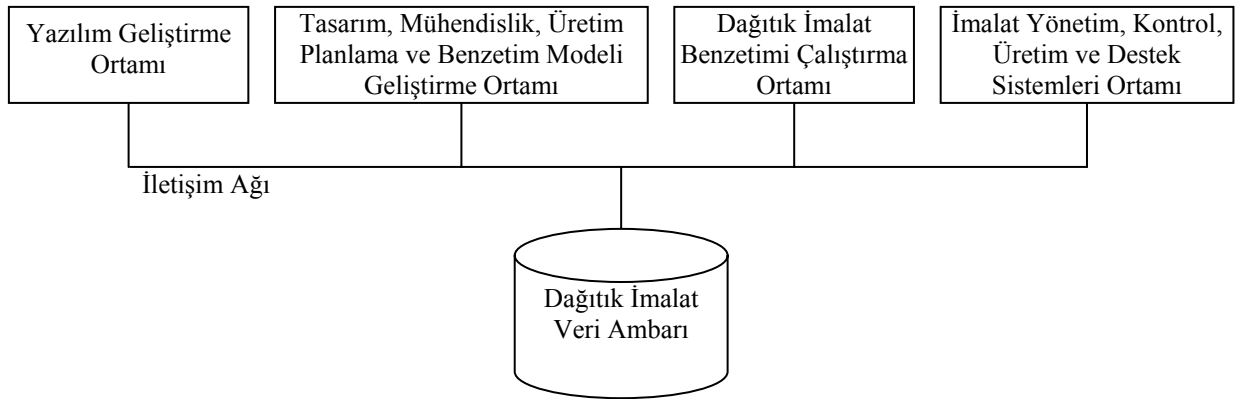 Yazılım Geliştirme
Ortamı
Tasarım, Mühendislik, Üretim
Planlama ve Benzetim Modeli
Geliştirme Ortamı
Dağıtık İmalat
Benzetimi Çalıştırma
Ortamı
İmalat Yönetim, Kontrol,
Üretim ve Destek
Sistemleri Ortamı
İletişim Ağı
Dağıtık İmalat
Veri Ambarı